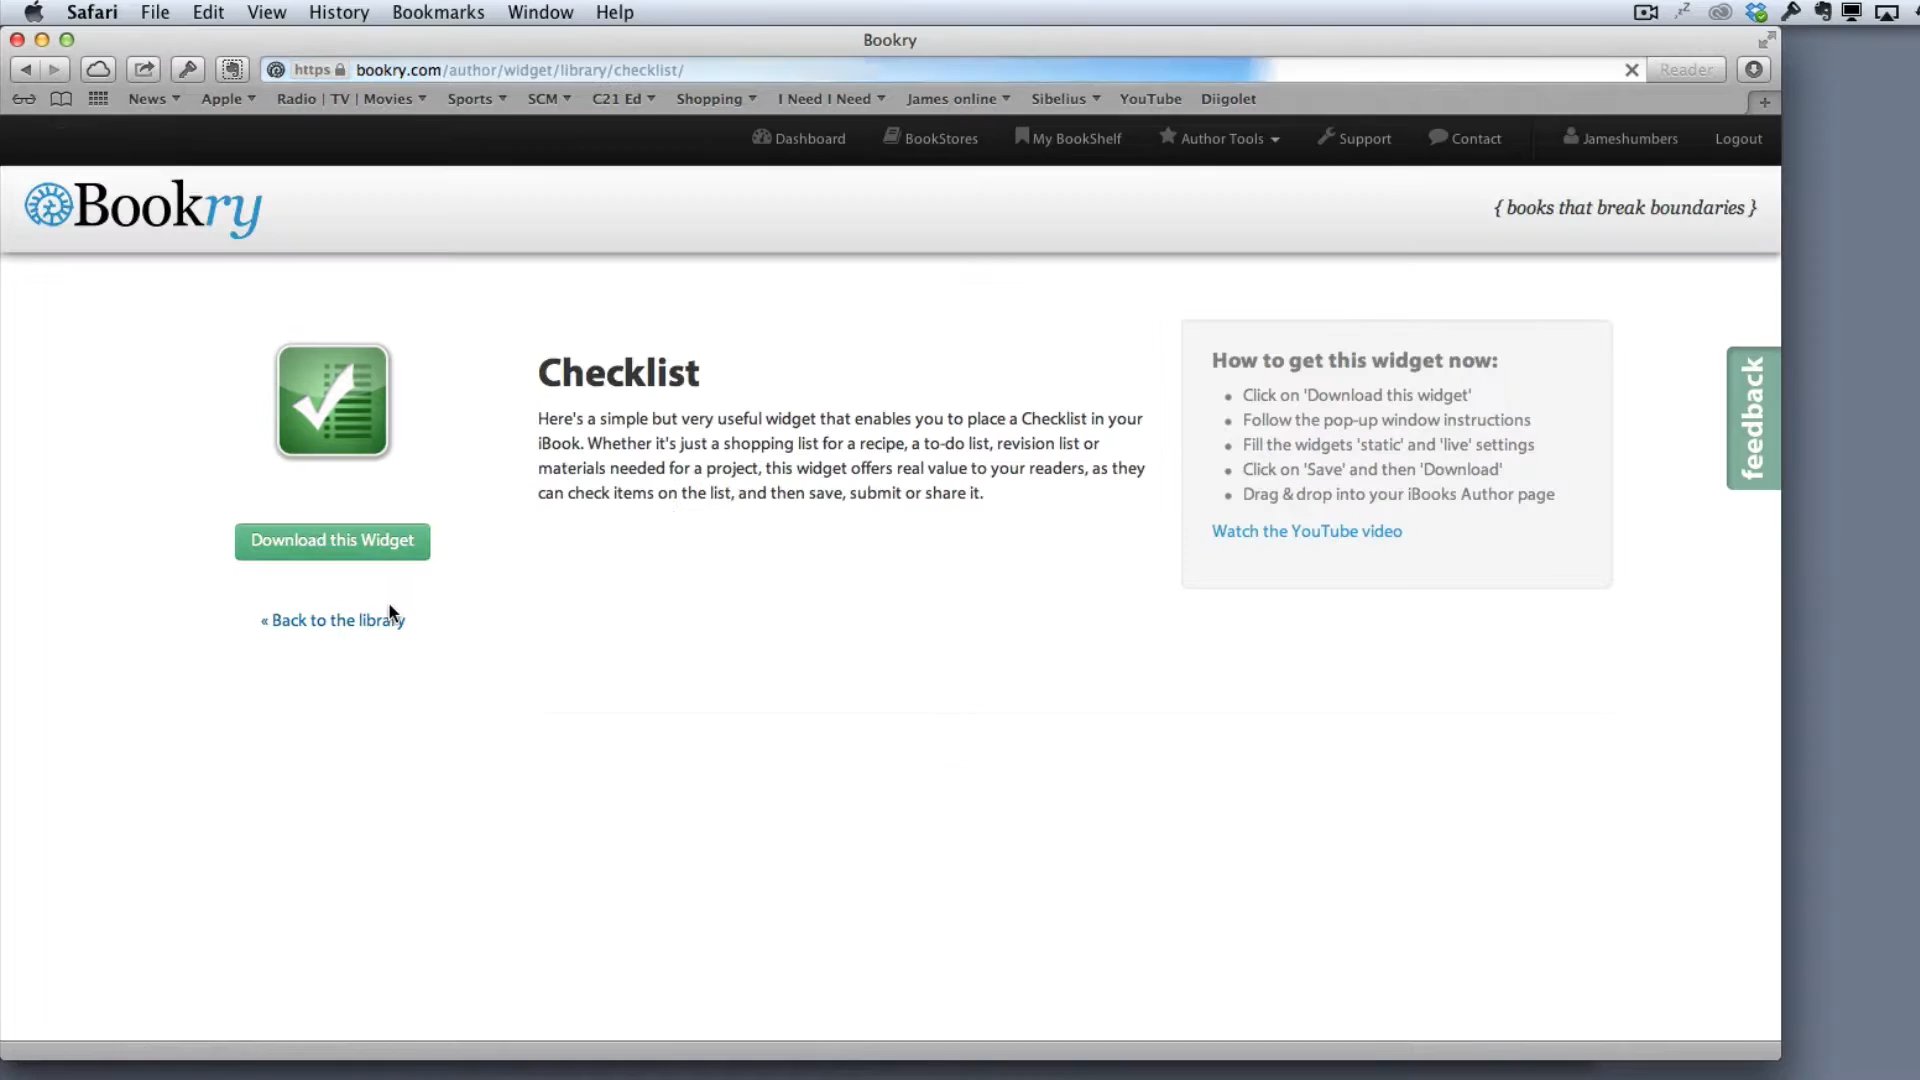 Safari File Edit View History Bookmarks Window Help
Bookry
https bookry.com/author/widget/library/checklist/
Reader
News Apple Radio | TV | Movies Sports SCM C21 Ed Shopping I Need I Need James online Sibelius YouTube Diigolet
Dashboard BookStores My BookShelf Author Tools Support Contact Jameshumbers Logout
Bookry
{ books that break boundaries }
Checklist
Here's a simple but very useful widget that enables you to place a Checklist in your
iBook. Whether it's just a shopping list for a recipe, a to-do list, revision list or
materials needed for a project, this widget offers real value to your readers, as they
can check items on the list, and then save, submit or share it.
Download this Widget
« Back to the library
How to get this widget now:
• Click on 'Download this widget'
• Follow the pop-up window instructions
• Fill the widgets 'static' and 'live' settings
• Click on 'Save' and then 'Download'
• Drag & drop into your iBooks Author page
Watch the YouTube video
feedback